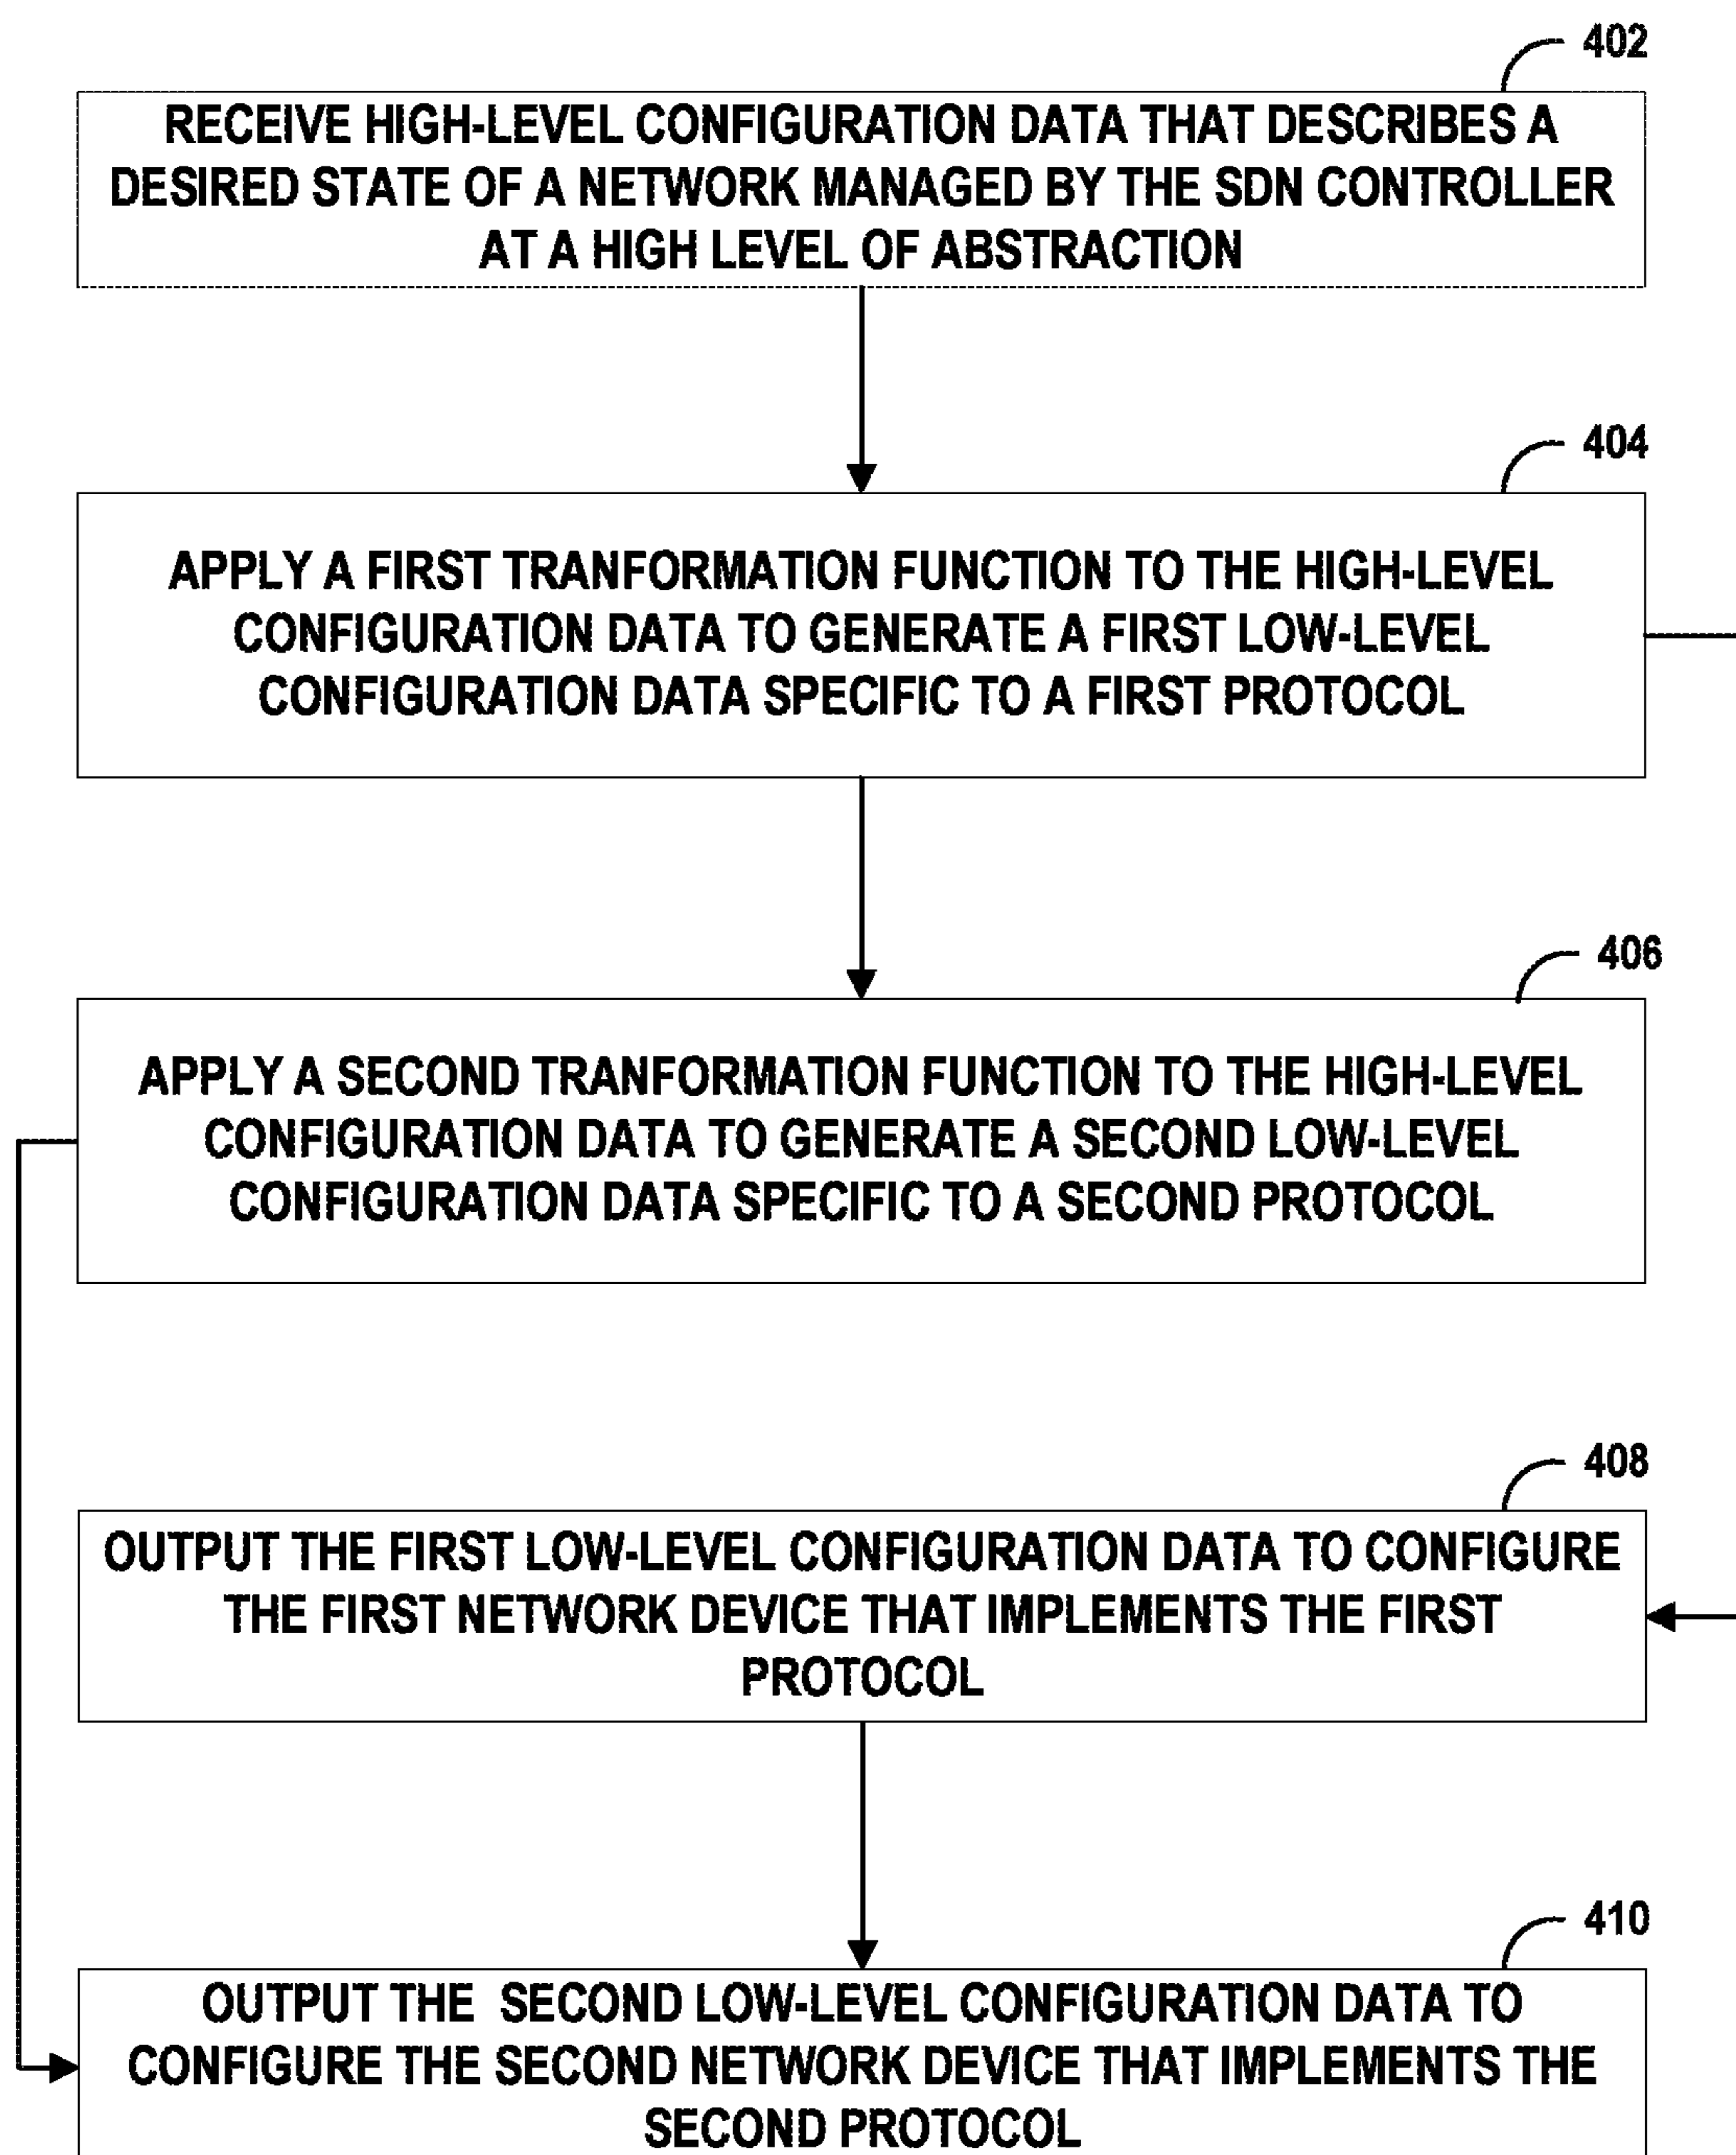 402
RECEIVE HIGH-LEVEL CONFIGURATION DATA THAT DESCRIBES A
DESIRED STATE OF A NETWORK MANAGED BY THE SDN CONTROLLER
AT A HIGH LEVEL OF ABSTRACTION
404
APPLY A FIRST TRANFORMATION FUNCTION TO THE HIGH-LEVEL
CONFIGURATION DATA TO GENERATE A FIRST LOW-LEVEL
CONFIGURATION DATA SPECIFIC TO A FIRST PROTOCOL
406
APPLY A SECOND TRANFORMATION FUNCTION TO THE HIGH-LEVEL
CONFIGURATION DATA TO GENERATE A SECOND LOW-LEVEL
CONFIGURATION DATA SPECIFIC TO A SECOND PROTOCOL
408
OUTPUT THE FIRST LOW-LEVEL CONFIGURATION DATA TO CONFIGURE
THE FIRST NETWORK DEVICE THAT IMPLEMENTS THE FIRST
PROTOCOL
410
OUTPUT THE SECOND LOW-LEVEL CONFIGURATION DATA TO
CONFIGURE THE SECOND NETWORK DEVICE THAT IMPLEMENTS THE
SECOND PROTOCOL